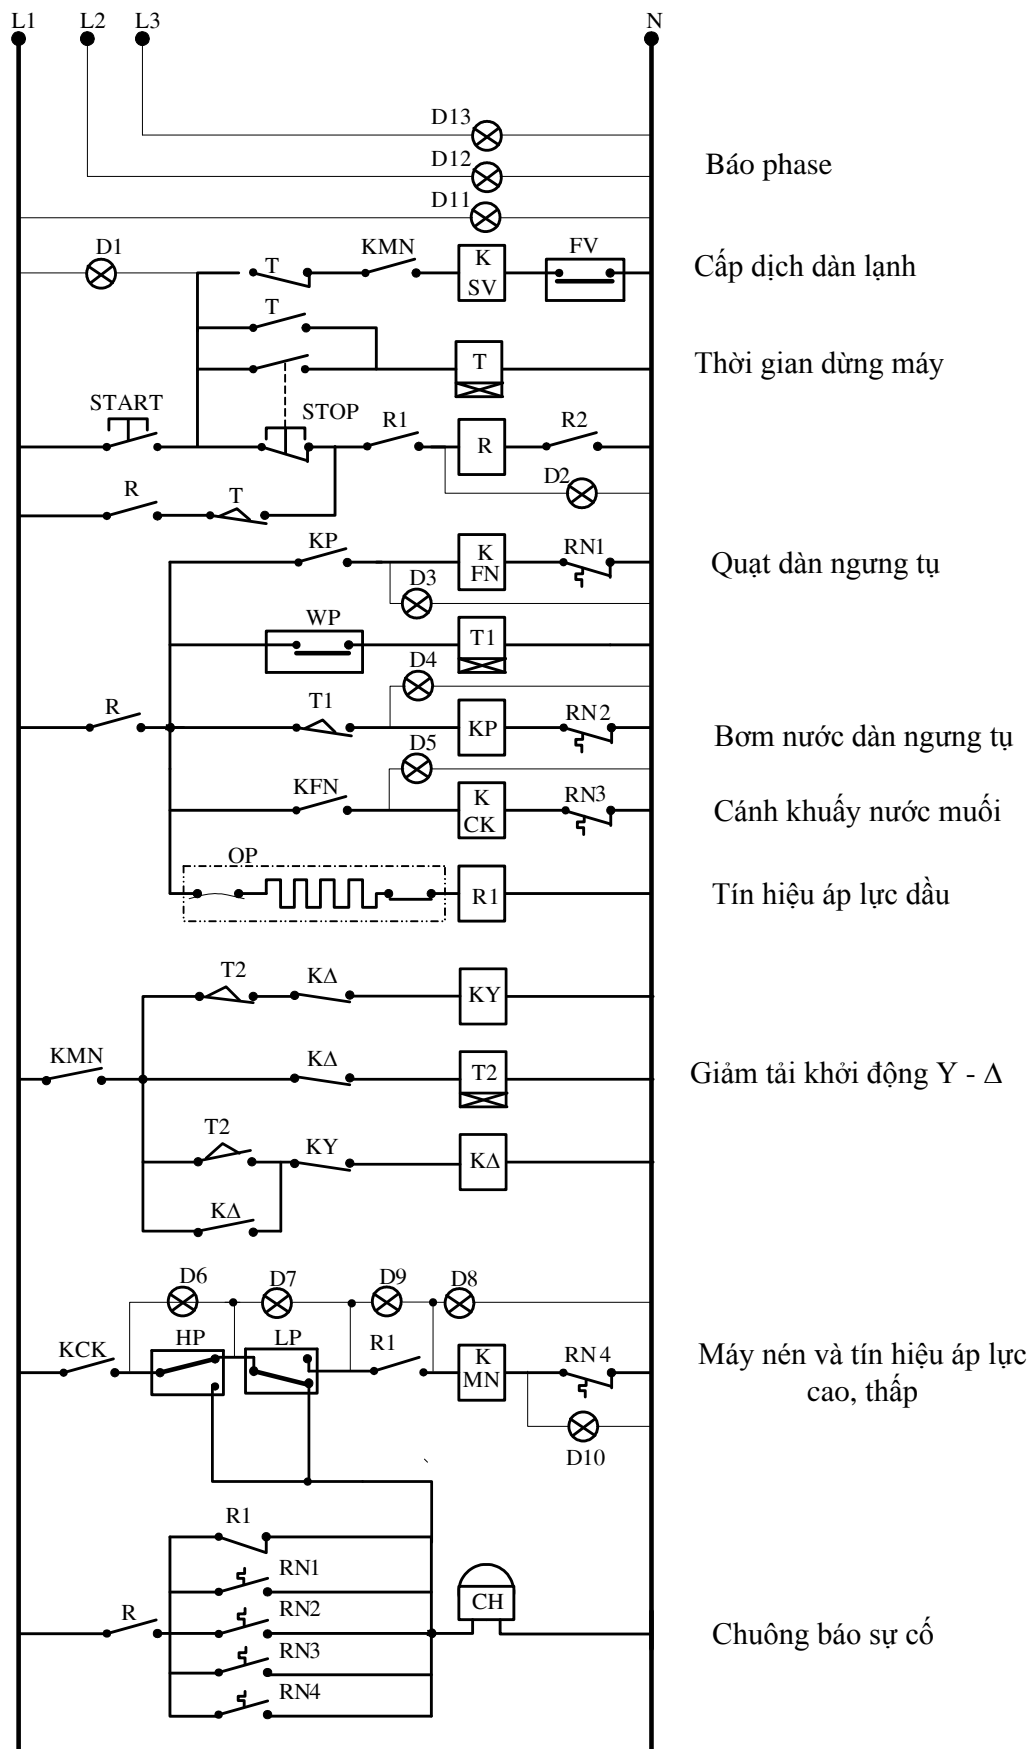 L1 L2 L3 N
D13
D12
Báo phase
D11
D1 T KMN K SV FV
Cấp dịch dàn lạnh
T
T
Thời gian dừng máy
START STOP R1 R R2
D2
R T
KP K FN RN1
Quạt dàn ngưng tụ
D3
WP T1
D4
R T1 KP RN2
Bơm nước dàn ngưng tụ
D5
KFN K CK RN3
Cánh khuấy nước muối
OP R1
Tín hiệu áp lực dầu
T2 KΔ KY
KMN KΔ T2
Giảm tải khởi động Y - Δ
T2 KY KΔ
KΔ
D6 D7 D9 D8
KCK HP LP R1 K MN RN4
Máy nén và tín hiệu áp lực
cao, thấp
D10
R1
RN1
R RN2 CH
Chuông báo sự cố
RN3
RN4